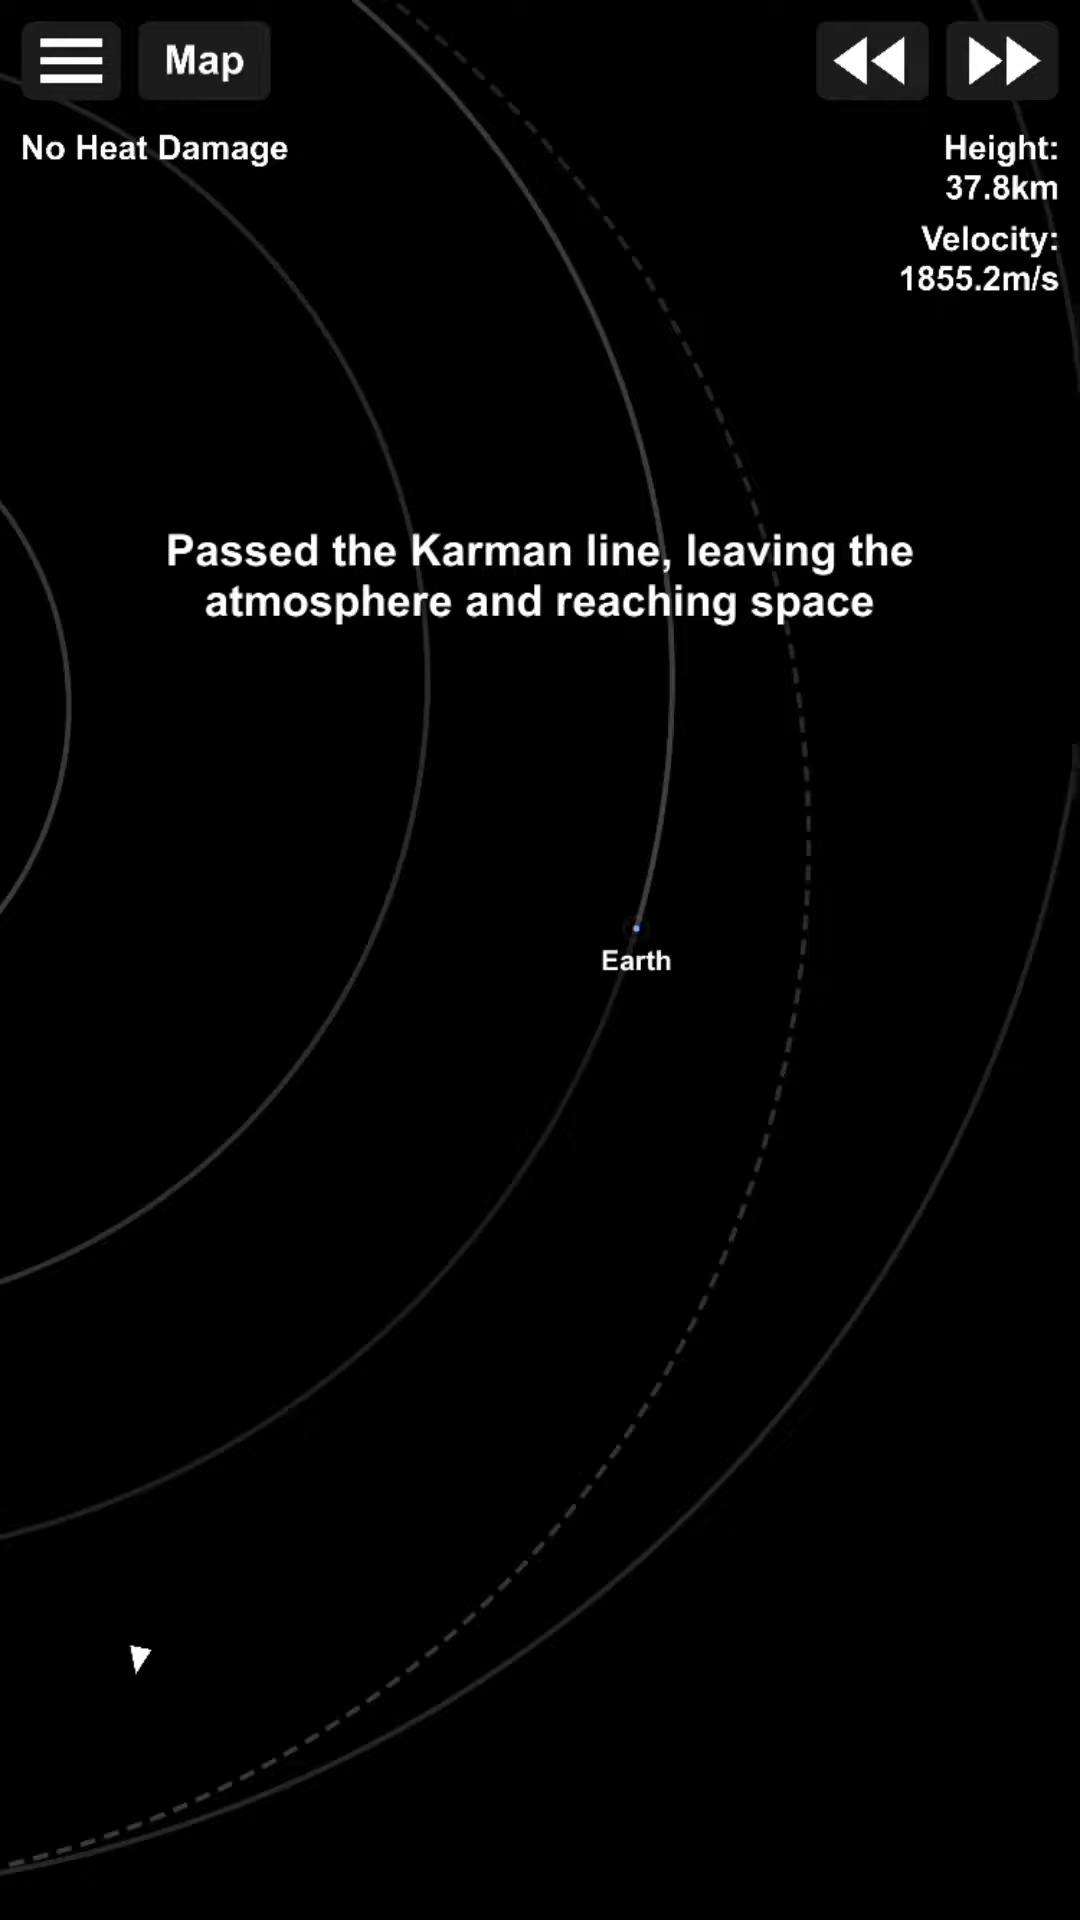 Map
No Heat Damage
Height:
37.8km
Velocity:
1855.2m/s
Passed the Karman line, leaving the
atmosphere and reaching space
Earth